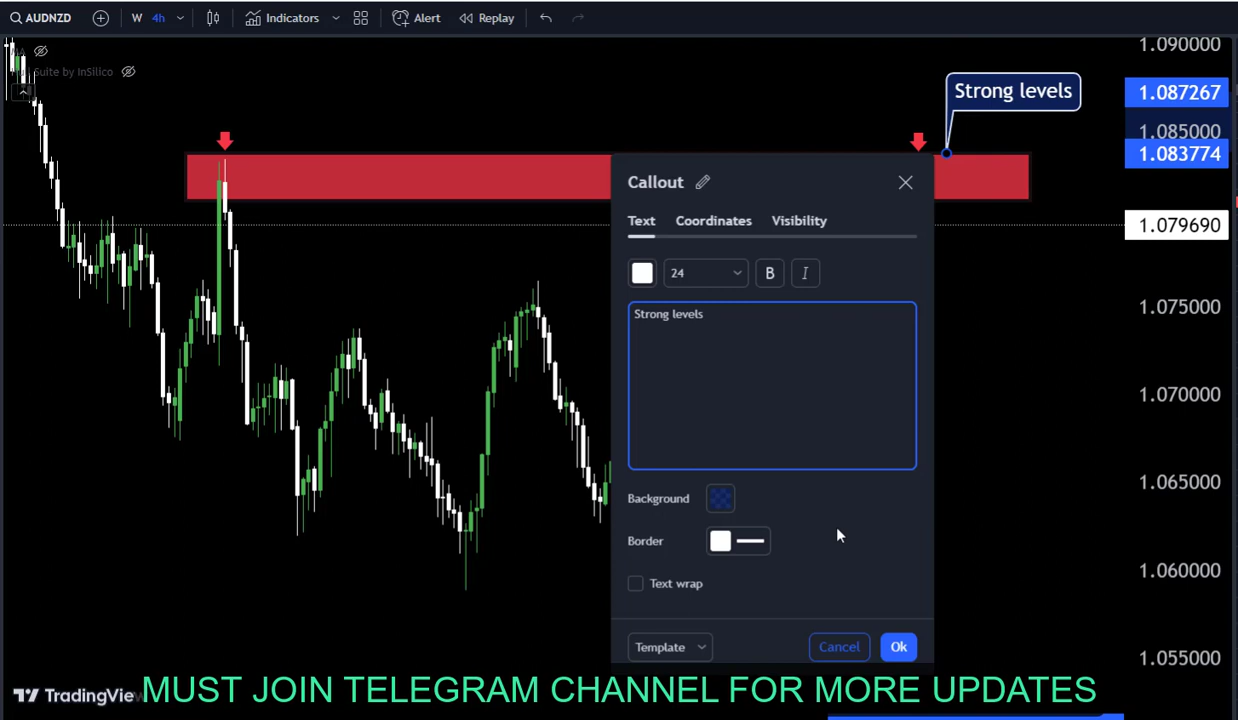 AUDNZD W 4h Indicators Alert Replay
1.090000
Suite by InSilico
Strong levels
1.087267
1.085000
1.083774
Callout
Text Coordinates Visibility
1.079690
24 B I
Strong levels
1.075000
1.070000
1.065000
Background
Border
1.060000
Text wrap
Template Cancel Ok
1.055000
TradingView
MUST JOIN TELEGRAM CHANNEL FOR MORE UPDATES